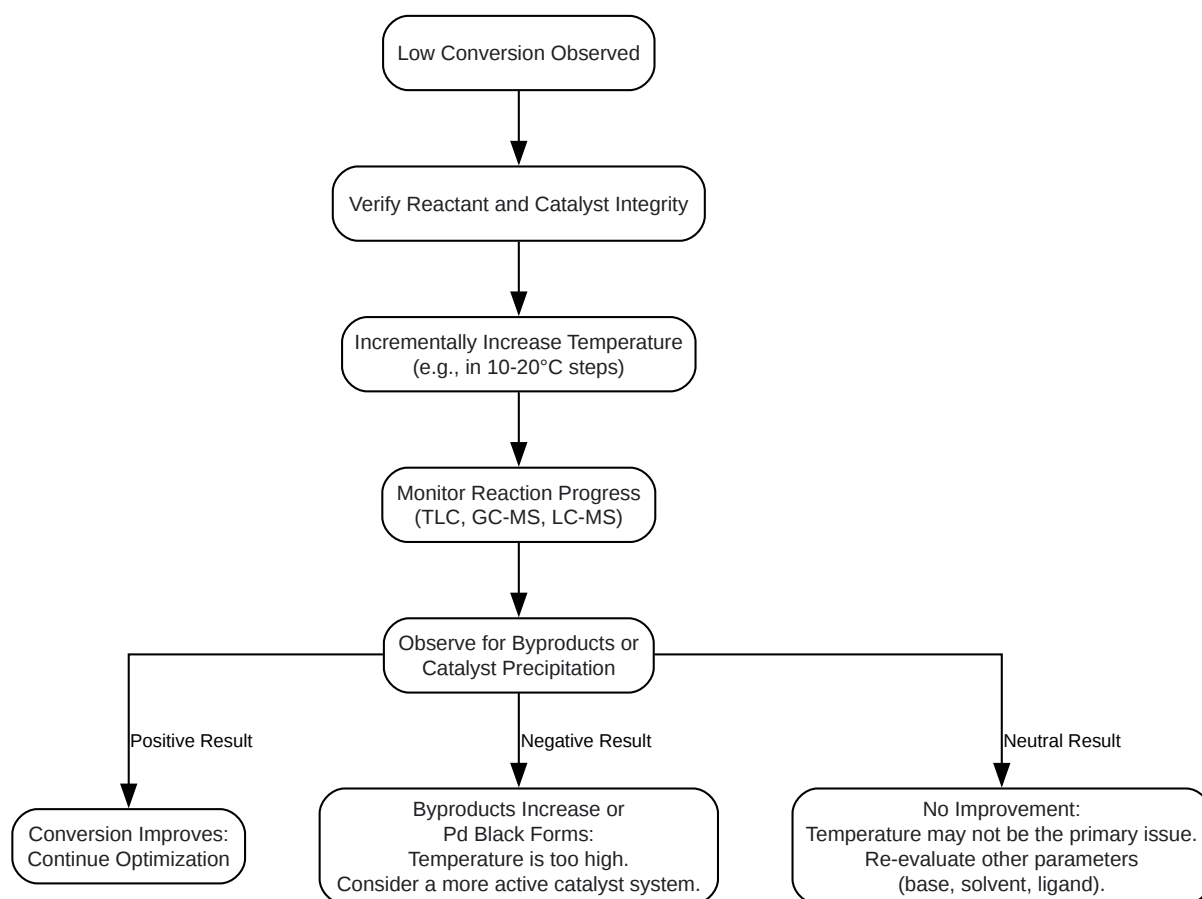 Low Conversion Observed
Verify Reactant and Catalyst Integrity
Incrementally Increase Temperature
(e.g., in 10-20°C steps)
Monitor Reaction Progress
(TLC, GC-MS, LC-MS)
Observe for Byproducts or
Catalyst Precipitation
Positive Result
Negative Result
Neutral Result
Conversion Improves:
Continue Optimization
Byproducts Increase or
Pd Black Forms:
Temperature is too high.
Consider a more active catalyst system.
No Improvement:
Temperature may not be the primary issue.
Re-evaluate other parameters
(base, solvent, ligand).